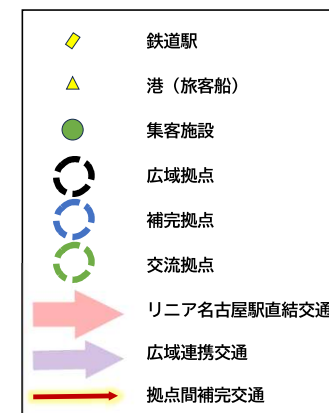 鉄道駅
港（旅客船）
集客施設
広域拠点
補完拠点
交流拠点
リニア名古屋駅直結交通
広域連携交通
拠点間補完交通